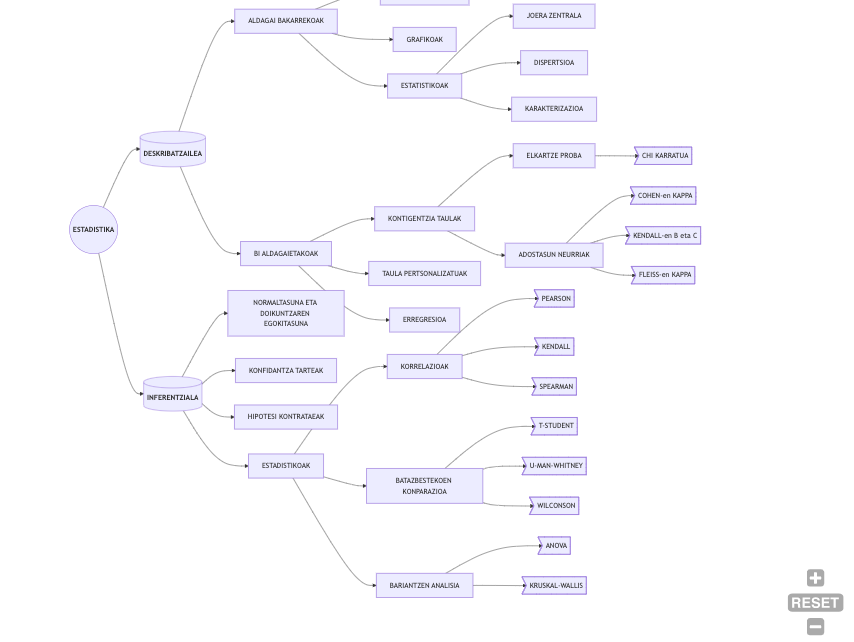 ALDAGAI BAKARREKOAK
JOERA ZENTRALA
GRAFIKOAK
DISPERTSIOA
ESTATISTIKOAK
KARAKTERIZAZIOA
DESKRIBATZAILEA
ELKARTZE PROBA
CHI KARRATUA
COHEN-en KAPPA
KONTIGENTZIA TAULAK
ESTADISTIKA
KENDALL-en B eta C
BI ALDAGAIETAKOAK
ADOSTASUN NEURRIAK
TAULA PERTSONALIZATUAK
FLEISS-en KAPPA
NORMALTASUNA ETA
DOIKUNTZAREN
EGOKITASUNA
PEARSON
ERREGRESIOA
KENDALL
KONFIDANTZA TARTEAK
KORRELAZIOAK
SPEARMAN
INFERENTZIALA
HIPOTESI KONTRATAEAK
T-STUDENT
ESTADISTIKOAK
U-MAN-WHITNEY
BATAZBESTEKOEN
KONPARAZIOA
WILCONSON
ANOVA
BARIANTZEN ANALISIA
KRUSKAL-WALLIS
RESET